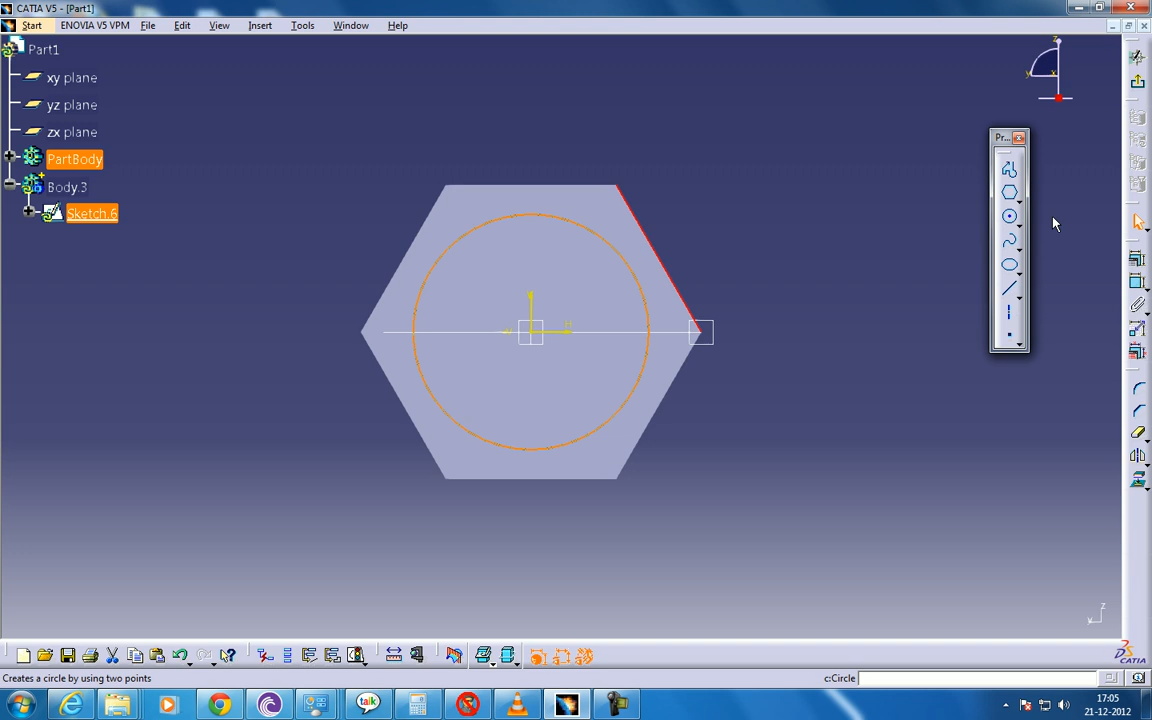 CATIA V5 - [Part1]
Start ENOVIA V5 VPM File Edit View Insert Tools Window Help
Part1
xy plane
yz plane
zx plane
PartBody
Body.3
Sketch.6
Pr...
z
y
x
V
H
z
y
CATIA
Creates a circle by using two points
c:Circle
talk
17:05
21-12-2012